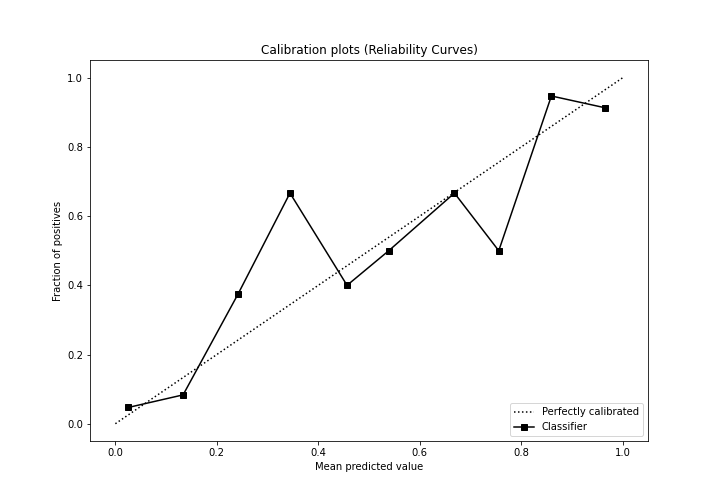 Calibration plots (Reliability Curves)
1.0
0.8
0.6
0.4
0.2
0.0
Fraction of positives
Perfectly calibrated
Classifier
0.0 0.2 0.4 0.6 0.8 1.0
Mean predicted value